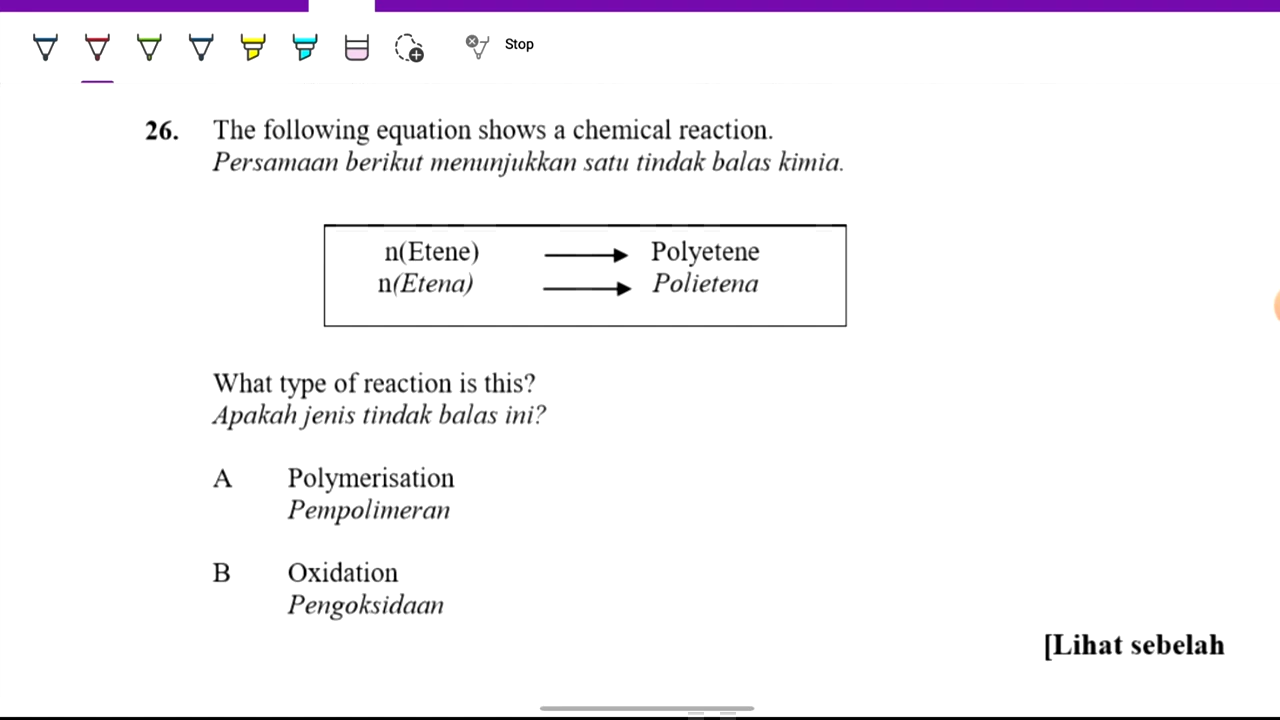 Stop
26. The following equation shows a chemical reaction.
Persamaan berikut menunjukkan satu tindak balas kimia.
n(Etene) Polyetene
n(Etena) Polietena
What type of reaction is this?
Apakah jenis tindak balas ini?
A Polymerisation
Pempolimeran
B Oxidation
Pengoksidaan
[Lihat sebelah